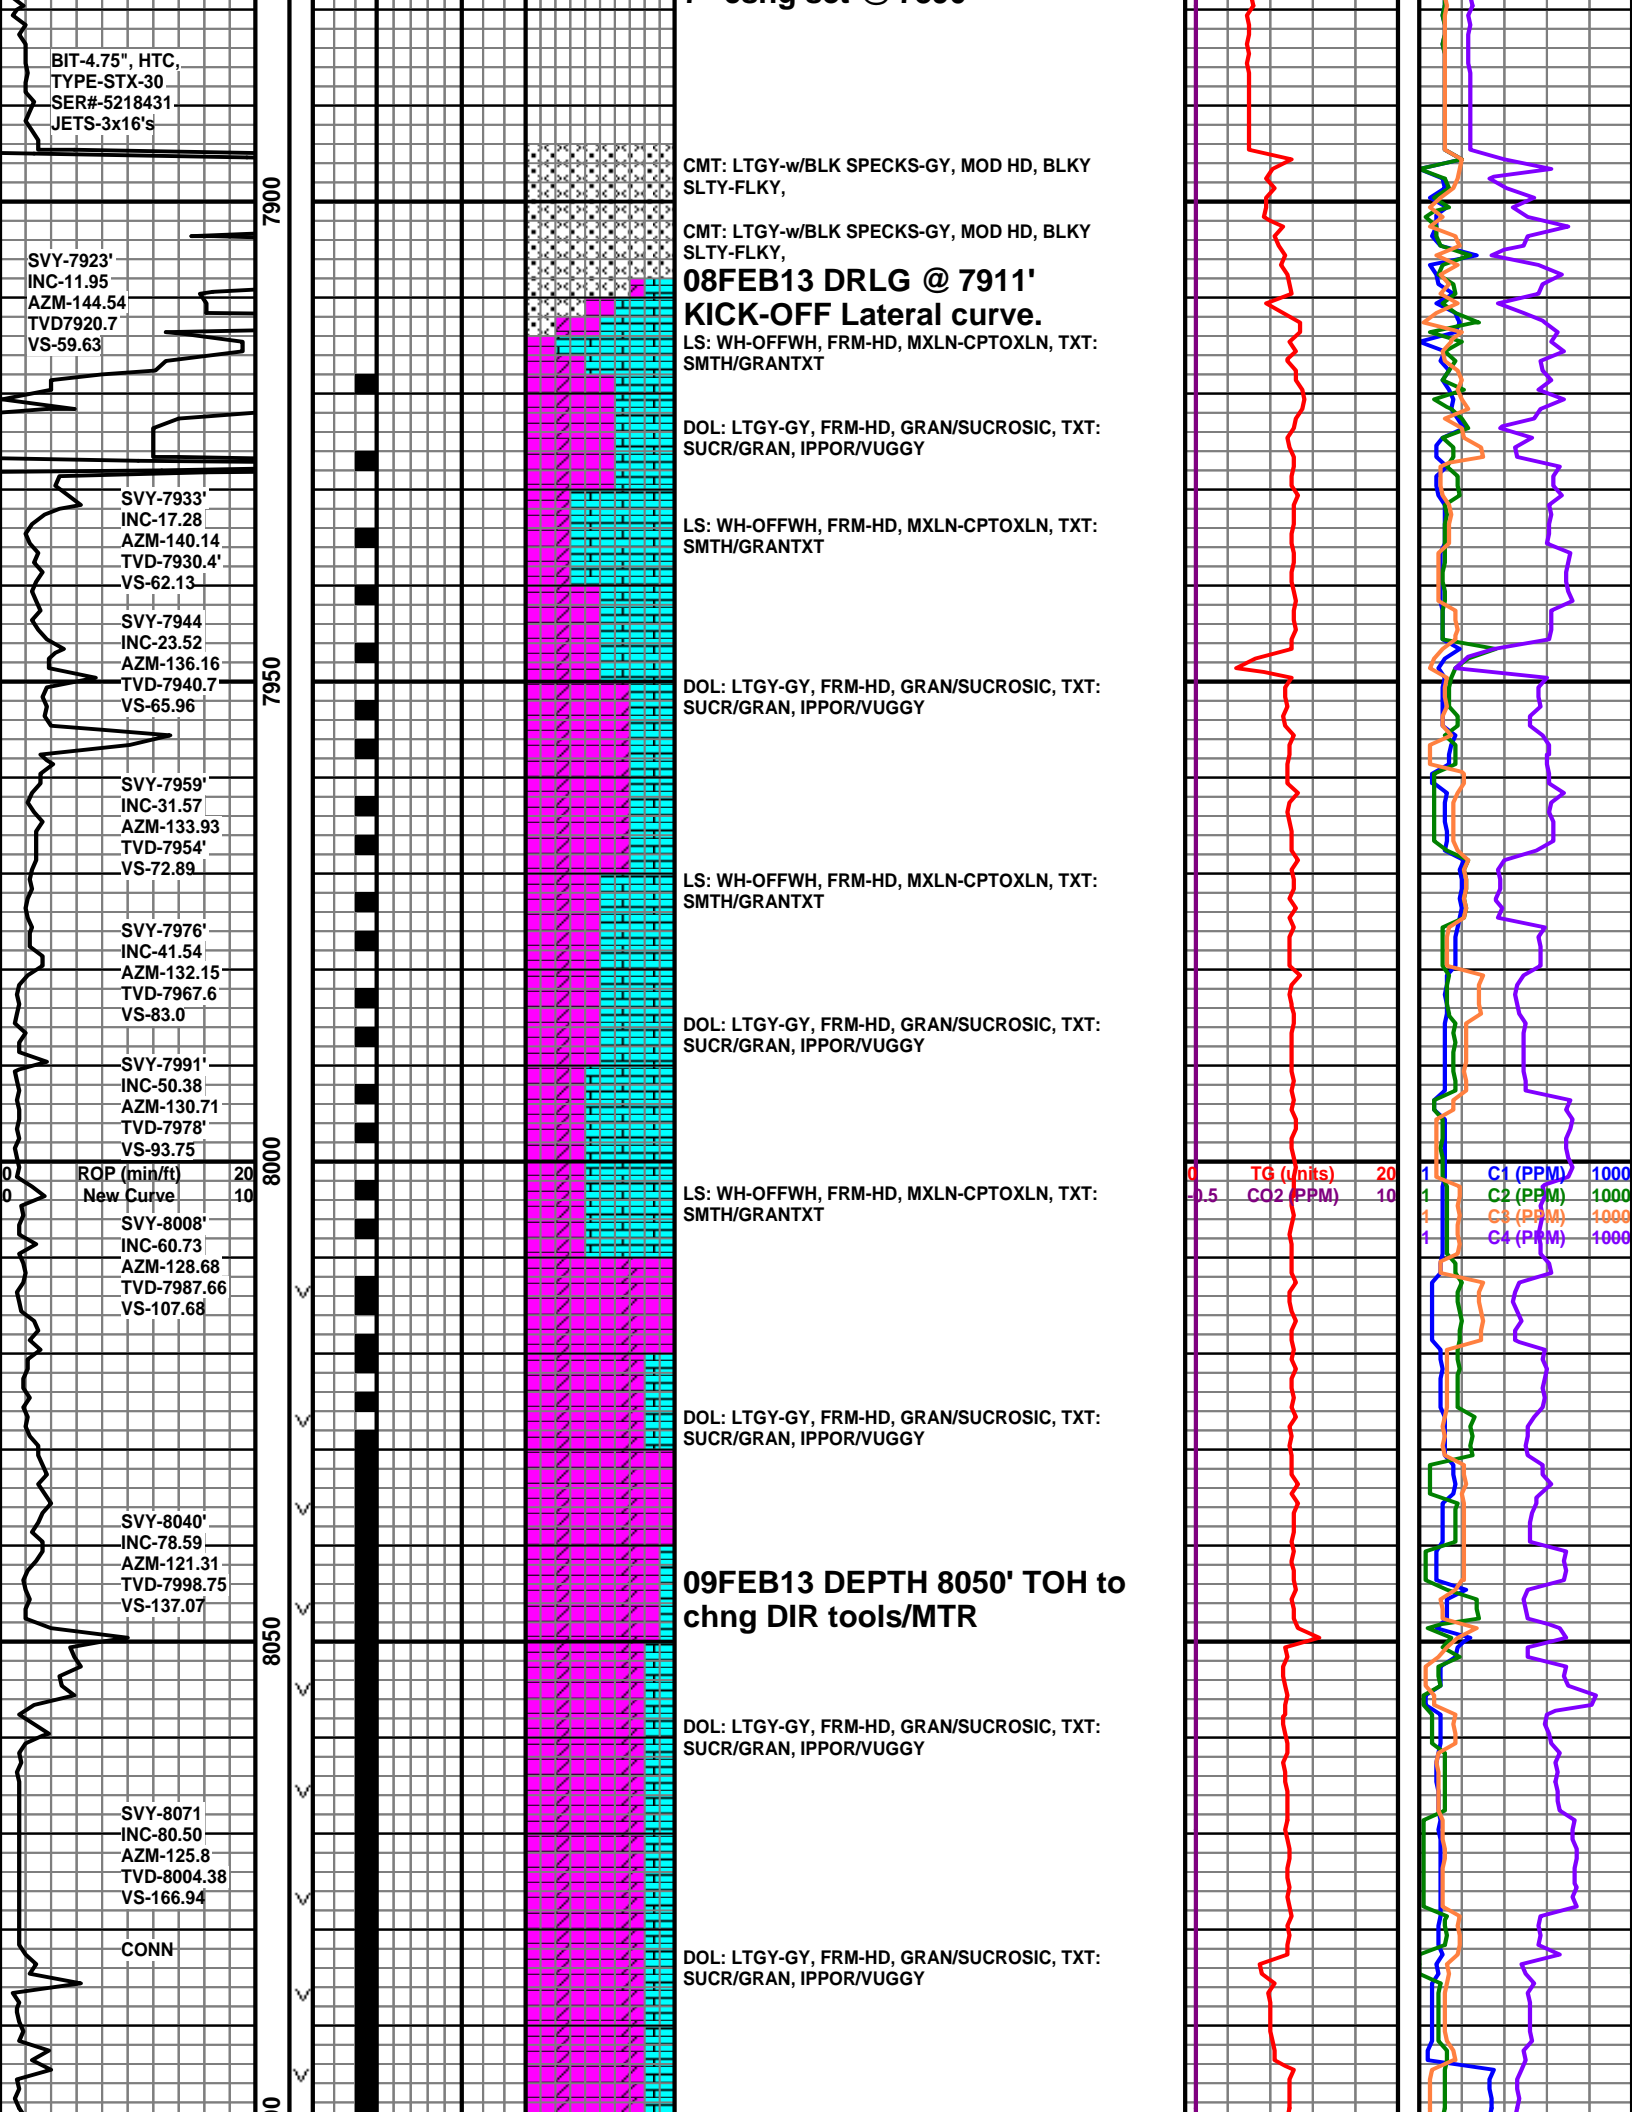 BIT-4.75", HTC,
TYPE-STX-30
SER#-5218431
JETS-3x16's
CMT: LTGY-w/BLK SPECKS-GY, MOD HD, BLKY
SLTY-FLKY,
7900
CMT: LTGY-w/BLK SPECKS-GY, MOD HD, BLKY
SLTY-FLKY,
SVY-7923'
INC-11.95
AZM-144.54
TVD7920.7
VS-59.63
08FEB13 DRLG @ 7911'
KICK-OFF Lateral curve.
LS: WH-OFFWH, FRM-HD, MXLN-CPTOXLN, TXT:
SMTH/GRANTXT
DOL: LTGY-GY, FRM-HD, GRAN/SUCROSIC, TXT:
SUCR/GRAN, IPPOR/VUGGY
SVY-7933'
INC-17.28
AZM-140.14
TVD-7930.4'
VS-62.13
LS: WH-OFFWH, FRM-HD, MXLN-CPTOXLN, TXT:
SMTH/GRANTXT
SVY-7944
INC-23.52
AZM-136.16
TVD-7940.7
VS-65.96
7950
DOL: LTGY-GY, FRM-HD, GRAN/SUCROSIC, TXT:
SUCR/GRAN, IPPOR/VUGGY
SVY-7959'
INC-31.57
AZM-133.93
TVD-7954'
VS-72.89
LS: WH-OFFWH, FRM-HD, MXLN-CPTOXLN, TXT:
SMTH/GRANTXT
SVY-7976'
INC-41.54
AZM-132.15
TVD-7967.6
VS-83.0
DOL: LTGY-GY, FRM-HD, GRAN/SUCROSIC, TXT:
SUCR/GRAN, IPPOR/VUGGY
SVY-7991'
INC-50.38
AZM-130.71
TVD-7978'
VS-93.75
8000
0 ROP (min/ft) 20
0 New Curve 10
0 TG (units) 20
-0.5 CO2 (PPM) 10
1 C1 (PPM) 1000
1 C2 (PPM) 1000
1 C3 (PPM) 1000
1 C4 (PPM) 1000
LS: WH-OFFWH, FRM-HD, MXLN-CPTOXLN, TXT:
SMTH/GRANTXT
SVY-8008'
INC-60.73
AZM-128.68
TVD-7987.66
VS-107.68
DOL: LTGY-GY, FRM-HD, GRAN/SUCROSIC, TXT:
SUCR/GRAN, IPPOR/VUGGY
SVY-8040'
INC-78.59
AZM-121.31
TVD-7998.75
VS-137.07
09FEB13 DEPTH 8050' TOH to
chng DIR tools/MTR
8050
DOL: LTGY-GY, FRM-HD, GRAN/SUCROSIC, TXT:
SUCR/GRAN, IPPOR/VUGGY
SVY-8071
INC-80.50
AZM-125.8
TVD-8004.38
VS-166.94
CONN
DOL: LTGY-GY, FRM-HD, GRAN/SUCROSIC, TXT:
SUCR/GRAN, IPPOR/VUGGY